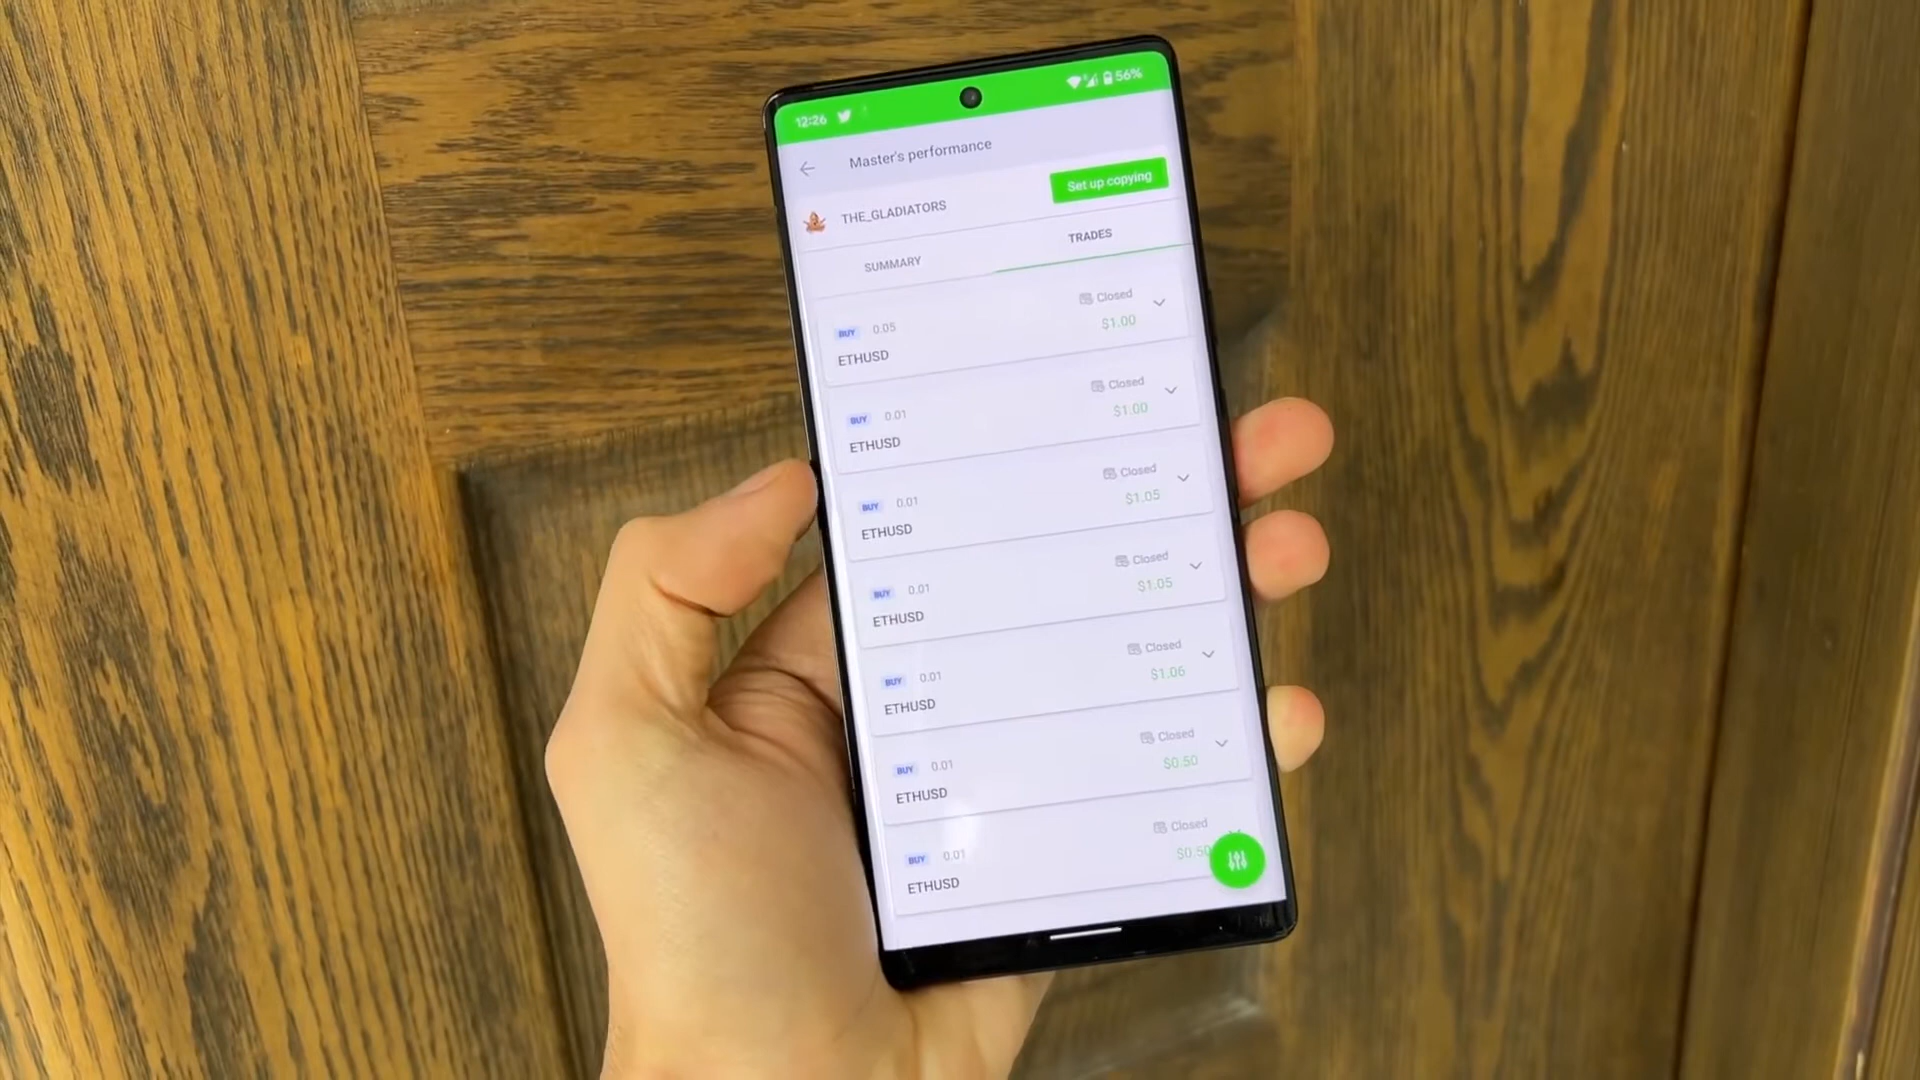 12:26
56%
Master's performance
THE_GLADIATORS
Set up copying
SUMMARY
TRADES
BUY 0.05
Closed
ETHUSD
$1.00
BUY 0.01
Closed
ETHUSD
$1.00
BUY 0.01
Closed
ETHUSD
$1.05
BUY 0.01
Closed
ETHUSD
$1.05
BUY 0.01
Closed
ETHUSD
$1.06
BUY 0.01
Closed
ETHUSD
$0.50
BUY 0.01
Closed
ETHUSD
$0.50